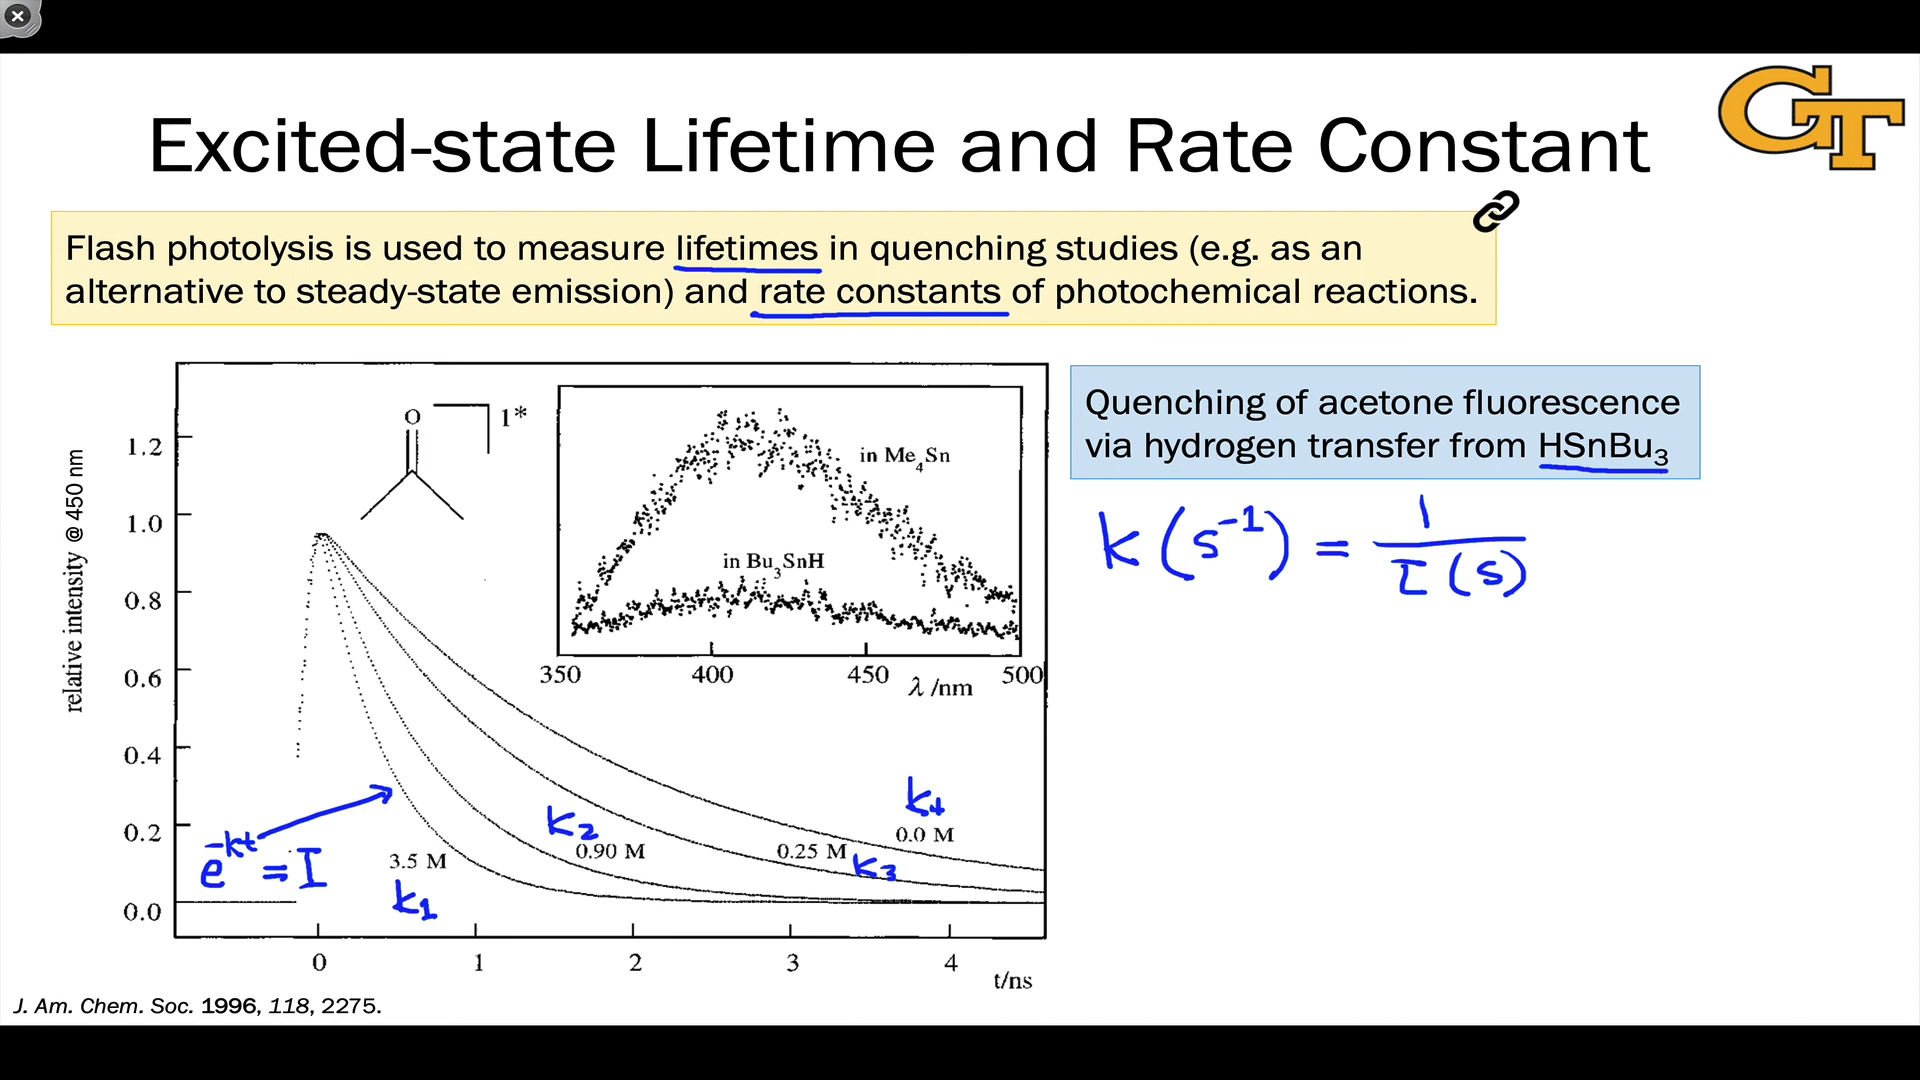 GT
Excited-state Lifetime and Rate Constant
Flash photolysis is used to measure lifetimes in quenching studies (e.g. as an
alternative to steady-state emission) and rate constants of photochemical reactions.
Quenching of acetone fluorescence
via hydrogen transfer from HSnBu₃
k (s⁻¹) = 1 / τ (s)
relative intensity @ 450 nm
1.2
1.0
0.8
0.6
0.4
0.2
0.0
O
1*
in Me₄Sn
in Bu₃SnH
350 400 450 500
λ /nm
k₄
0.0 M
k₂
0.90 M
0.25 M
k₃
3.5 M
k₁
e⁻ᵏᵗ = I
0 1 2 3 4
t/ns
J. Am. Chem. Soc. 1996, 118, 2275.